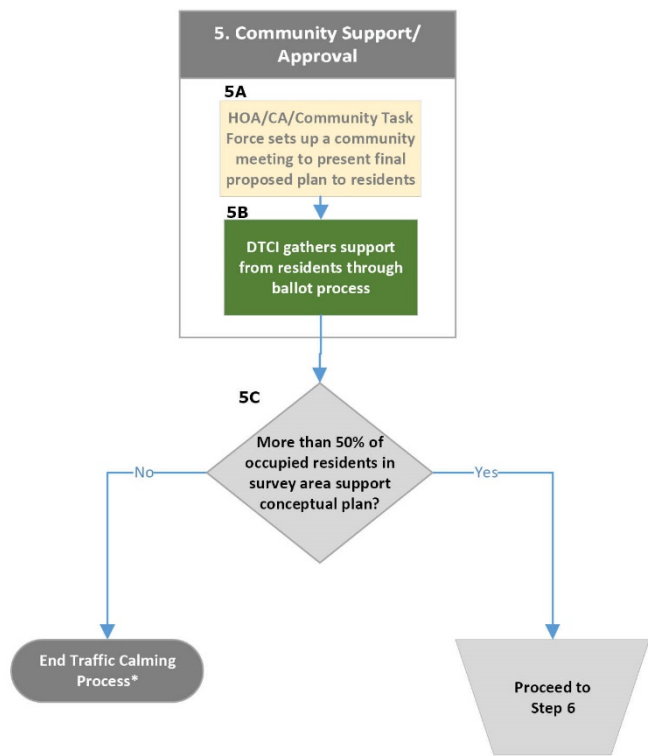 5. Community Support/
Approval
5A
HOA/CA/Community Task
Force sets up a community
meeting to present final
proposed plan to residents
5B
DTCI gathers support
from residents through
ballot process
5C
More than 50% of
occupied residents in
survey area support
conceptual plan?
No
Yes
End Traffic Calming
Process*
Proceed to
Step 6